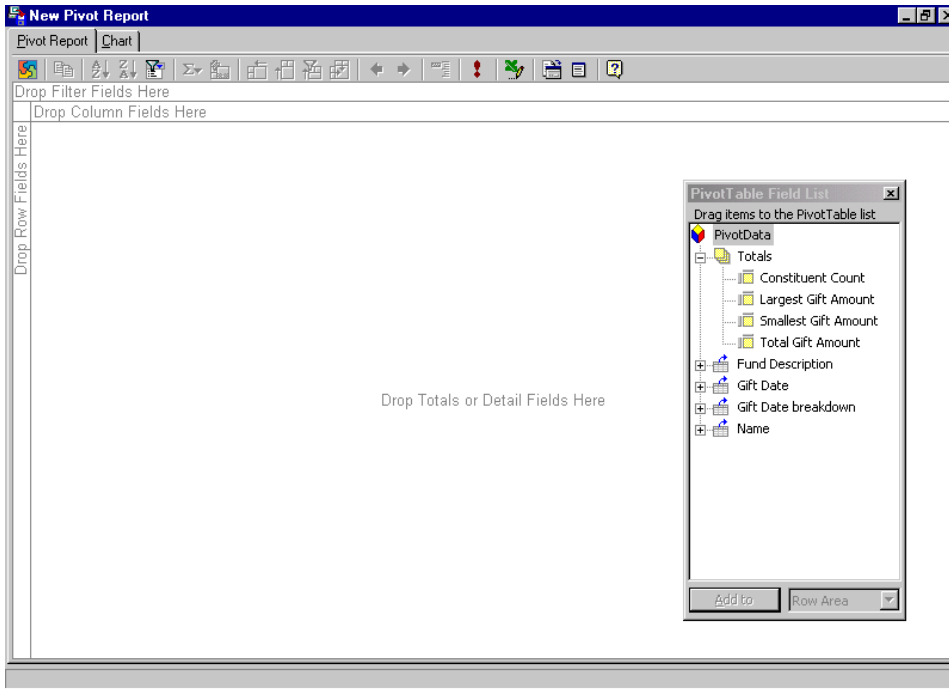 New Pivot Report
Pivot Report Chart
Drop Filter Fields Here
Drop Column Fields Here
Drop Row Fields Here
Drop Totals or Detail Fields Here
PivotTable Field List
Drag items to the PivotTable list
PivotData
Totals
Constituent Count
Largest Gift Amount
Smallest Gift Amount
Total Gift Amount
Fund Description
Gift Date
Gift Date breakdown
Name
Add to Row Area